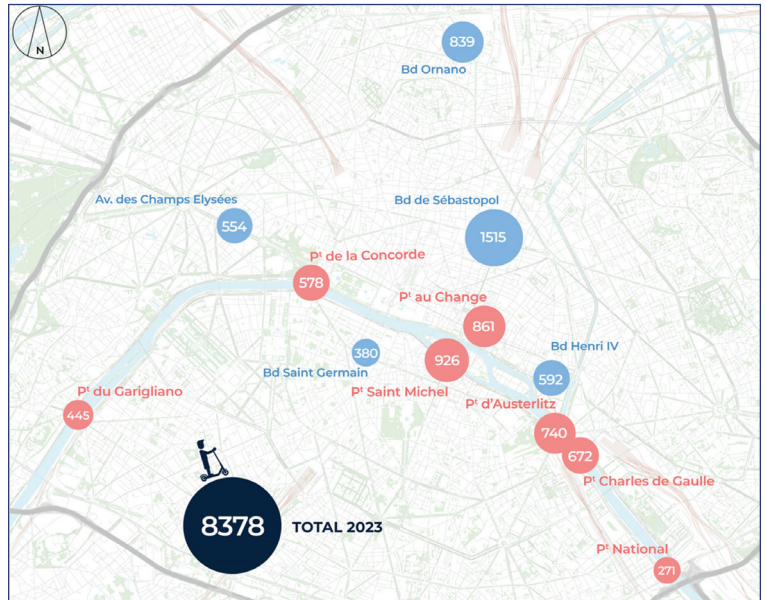 N
839
Bd Ornano
Av. des Champs Elysées
554
Bd de Sébastopol
1515
Pᵗ de la Concorde
578
Pᵗ au Change
861
Bd Henri IV
592
380
Bd Saint Germain
926
Pᵗ Saint Michel
Pᵗ d’Austerlitz
740
Pᵗ du Garigliano
445
672
Pᵗ Charles de Gaulle
8378
TOTAL 2023
Pᵗ National
271